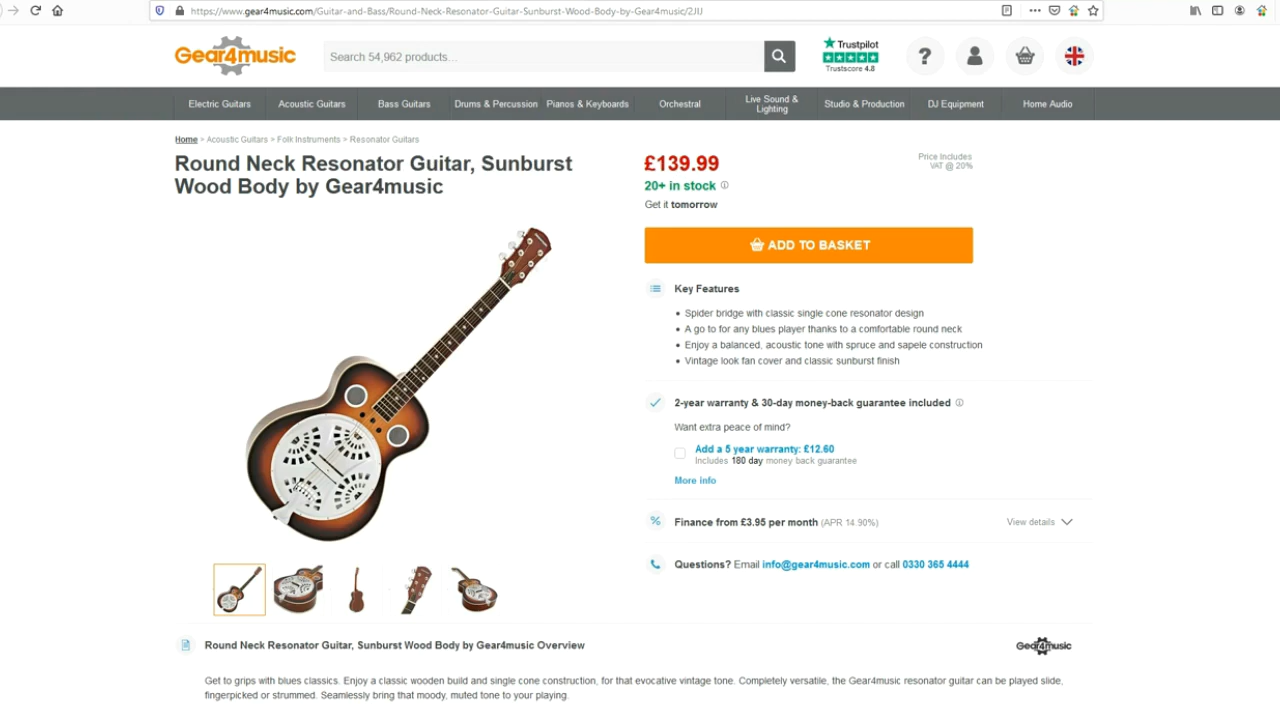 https://www.gear4music.com/Guitar-and-Bass/Round-Neck-Resonator-Guitar-Sunburst-Wood-Body-by-Gear4music/2JU
Gear4music
Search 54,962 products...
Trustpilot
Trustscore 4.8
?
Electric Guitars
Acoustic Guitars
Bass Guitars
Drums & Percussion
Pianos & Keyboards
Orchestral
Live Sound &
Lighting
Studio & Production
DJ Equipment
Home Audio
Home > Acoustic Guitars > Folk Instruments > Resonator Guitars
Round Neck Resonator Guitar, Sunburst
Wood Body by Gear4music
£139.99
Price Includes
VAT @ 20%
20+ in stock
Get it tomorrow
ADD TO BASKET
Key Features
• Spider bridge with classic single cone resonator design
• A go to for any blues player thanks to a comfortable round neck
• Enjoy a balanced, acoustic tone with spruce and sapele construction
• Vintage look fan cover and classic sunburst finish
2-year warranty & 30-day money-back guarantee included
Want extra peace of mind?
Add a 5 year warranty: £12.60
Includes 180 day money back guarantee
More info
% Finance from £3.95 per month (APR 14.90%)
View details
Questions? Email info@gear4music.com or call 0330 365 4444
Round Neck Resonator Guitar, Sunburst Wood Body by Gear4music Overview
Gear4music
Get to grips with blues classics. Enjoy a classic wooden build and single cone construction, for that evocative vintage tone. Completely versatile, the Gear4music resonator guitar can be played slide,
fingerpicked or strummed. Seamlessly bring that moody, muted tone to your playing.